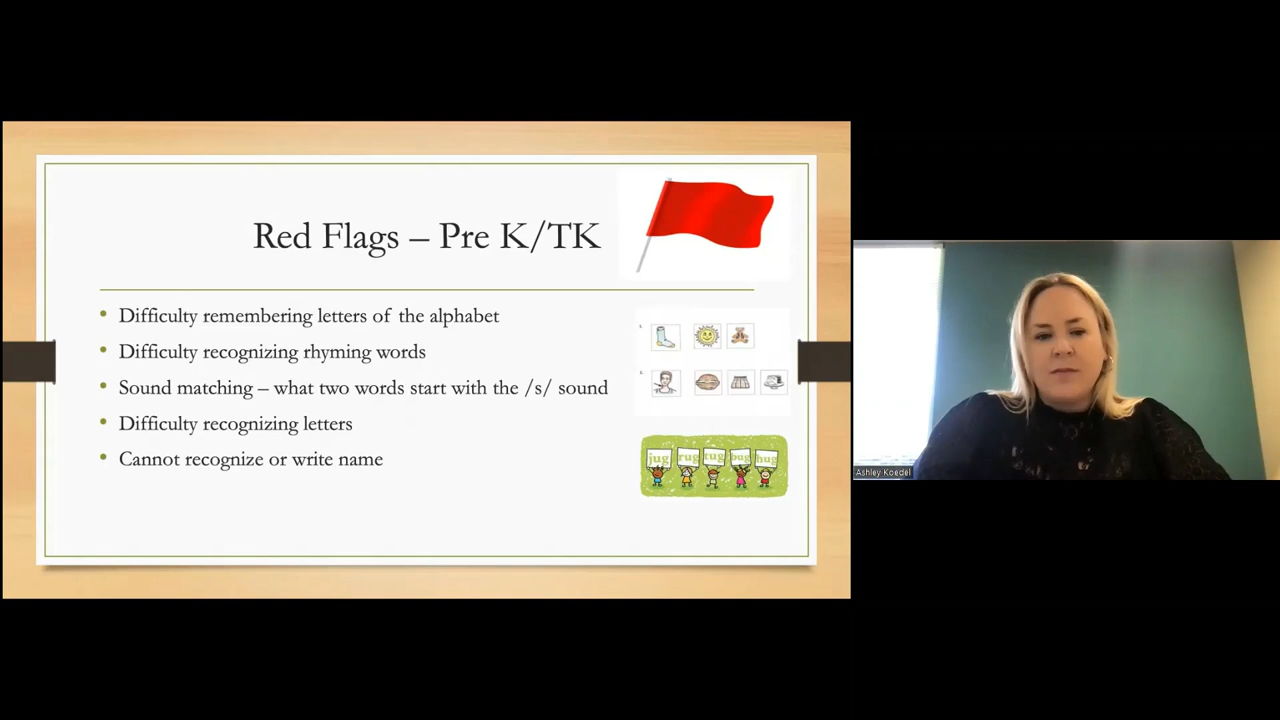 Red Flags – Pre K/TK
• Difficulty remembering letters of the alphabet
• Difficulty recognizing rhyming words
• Sound matching – what two words start with the /s/ sound
• Difficulty recognizing letters
• Cannot recognize or write name
1.
2.
jug rug tug bug hug
Ashley Koedel